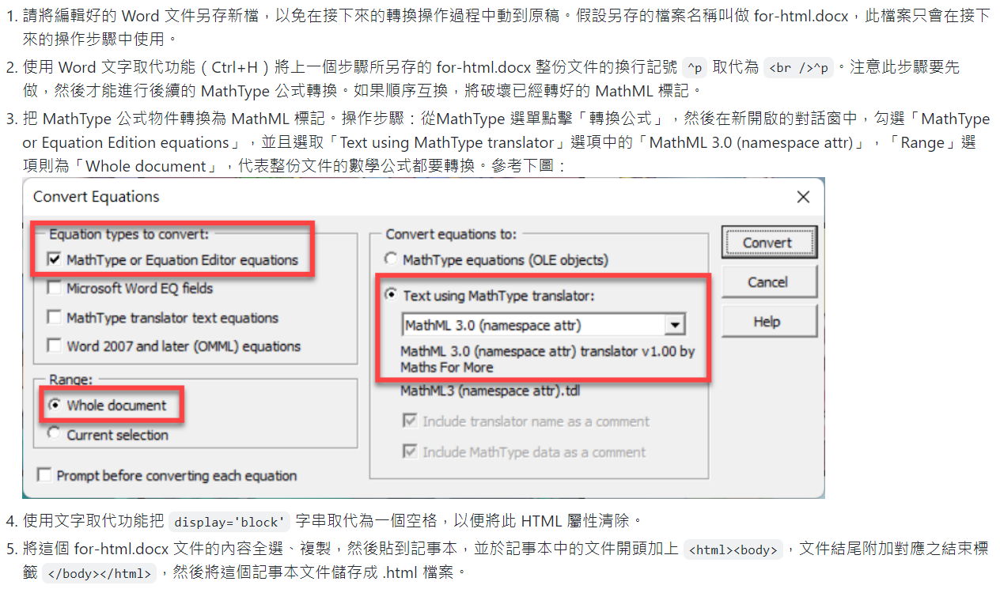 1. 請將編輯好的 Word 文件另存新檔，以免在接下來的轉換操作過程中動到原稿。假設另存的檔案名稱叫做 for-html.docx，此檔案只會在接下
來的操作步驟中使用。
2. 使用 Word 文字取代功能（Ctrl+H）將上一個步驟所另存的 for-html.docx 整份文件的換行記號 ^p 取代為 <br />^p 。注意此步驟要先
做，然後才能進行後續的 MathType 公式轉換。如果順序互換，將破壞已經轉好的 MathML 標記。
3. 把 MathType 公式物件轉換為 MathML 標記。操作步驟：從MathType 選單點擊「轉換公式」，然後在新開啟的對話窗中，勾選「MathType
or Equation Edition equations」，並且選取「Text using MathType translator」選項中的「MathML 3.0 (namespace attr)」，「Range」選
項則為「Whole document」，代表整份文件的數學公式都要轉換。參考下圖：
Convert Equations
Equation types to convert:
MathType or Equation Editor equations
Microsoft Word EQ fields
MathType translator text equations
Word 2007 and later (OMML) equations
Range:
Whole document
Current selection
Prompt before converting each equation
Convert equations to:
MathType equations (OLE objects)
Text using MathType translator:
MathML 3.0 (namespace attr)
MathML 3.0 (namespace attr) translator v1.00 by
Maths For More
MathML3 (namespace attr).tdl
Include translator name as a comment
Include MathType data as a comment
Convert
Cancel
Help
4. 使用文字取代功能把 display='block' 字串取代為一個空格，以便將此 HTML 屬性清除。
5. 將這個 for-html.docx 文件的內容全選、複製，然後貼到記事本，並於記事本中的文件開頭加上 <html><body> ，文件結尾附加對應之結束標
籤 </body></html> ，然後將這個記事本文件儲存成 .html 檔案。